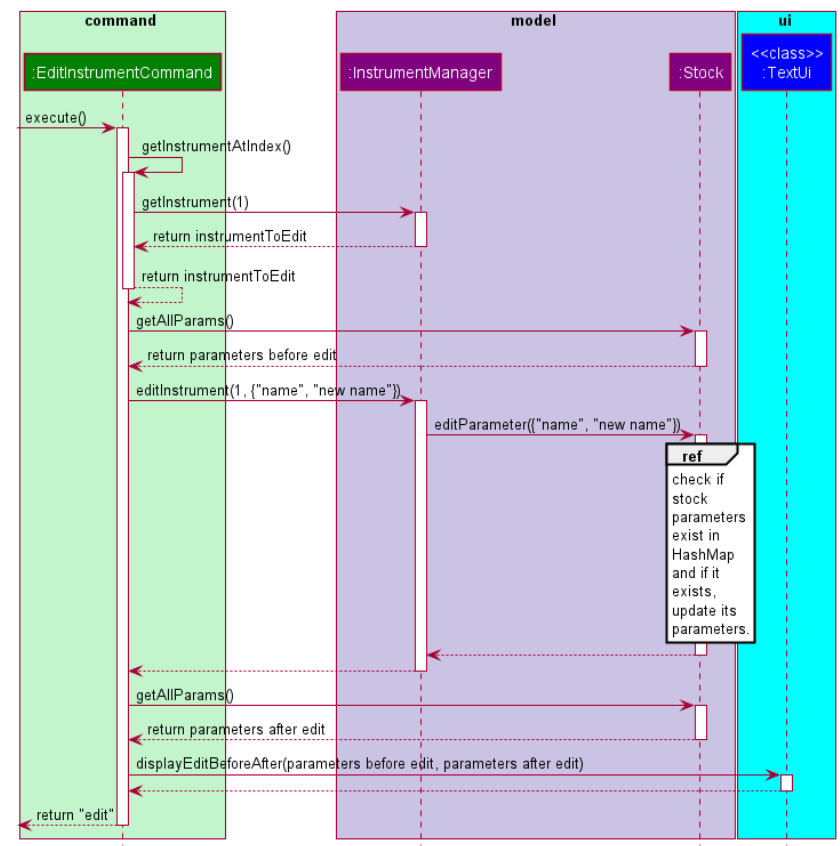 command
model
ui
:EditInstrumentCommand
:InstrumentManager
:Stock
<<class>>
:TextUi
execute()
getInstrumentAtIndex()
getInstrument(1)
return instrumentToEdit
return instrumentToEdit
getAllParams()
return parameters before edit
editInstrument(1, {"name", "new name"})
editParameter({"name", "new name"})
ref
check if
stock
parameters
exist in
HashMap
and if it
exists,
update its
parameters.
getAllParams()
return parameters after edit
displayEditBeforeAfter(parameters before edit, parameters after edit)
return "edit"